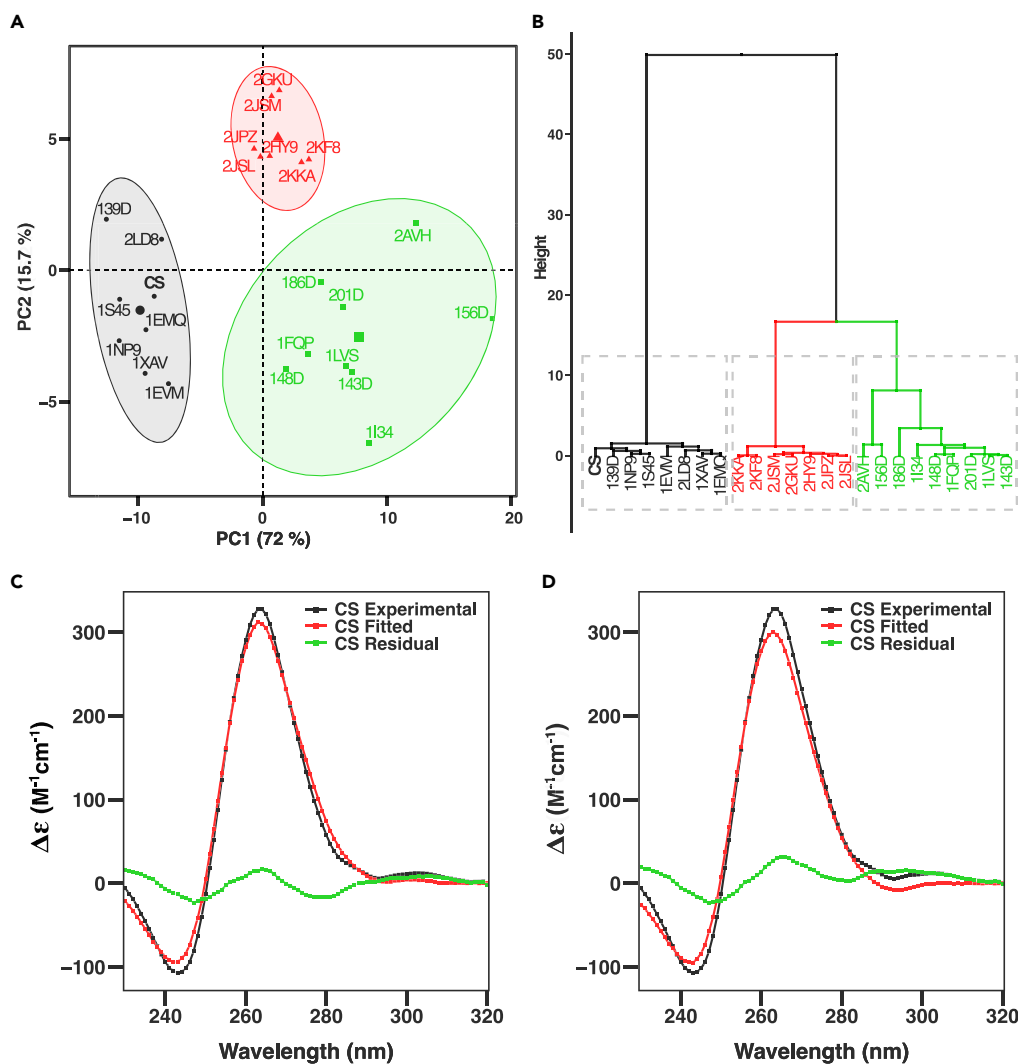 A
PC2 (15.7 %)
5
0
−5
−10
0
10
20
PC1 (72 %)
2GKU
2JSM
2JPZ
2HY9
2KF8
2JSL
2KKA
139D
2LD8
CS
1S45
1EMQ
1NP9
1XAV
1EVM
2AVH
186D
201D
156D
1FQP
1LVS
148D
143D
1I34
B
Height
50
40
30
20
10
0
CS
139D
1NP9
1S45
1EVM
2LD8
1XAV
1EMQ
2KKA
2KF8
2JSM
2GKU
2HY9
2JPZ
2JSL
2AVH
156D
186D
1I34
148D
1FQP
201D
1LVS
143D
C
CS Experimental
CS Fitted
CS Residual
Δε (M⁻¹cm⁻¹)
300
200
100
0
−100
240
260
280
300
320
Wavelength (nm)
D
CS Experimental
CS Fitted
CS Residual
Δε (M⁻¹cm⁻¹)
300
200
100
0
−100
240
260
280
300
320
Wavelength (nm)